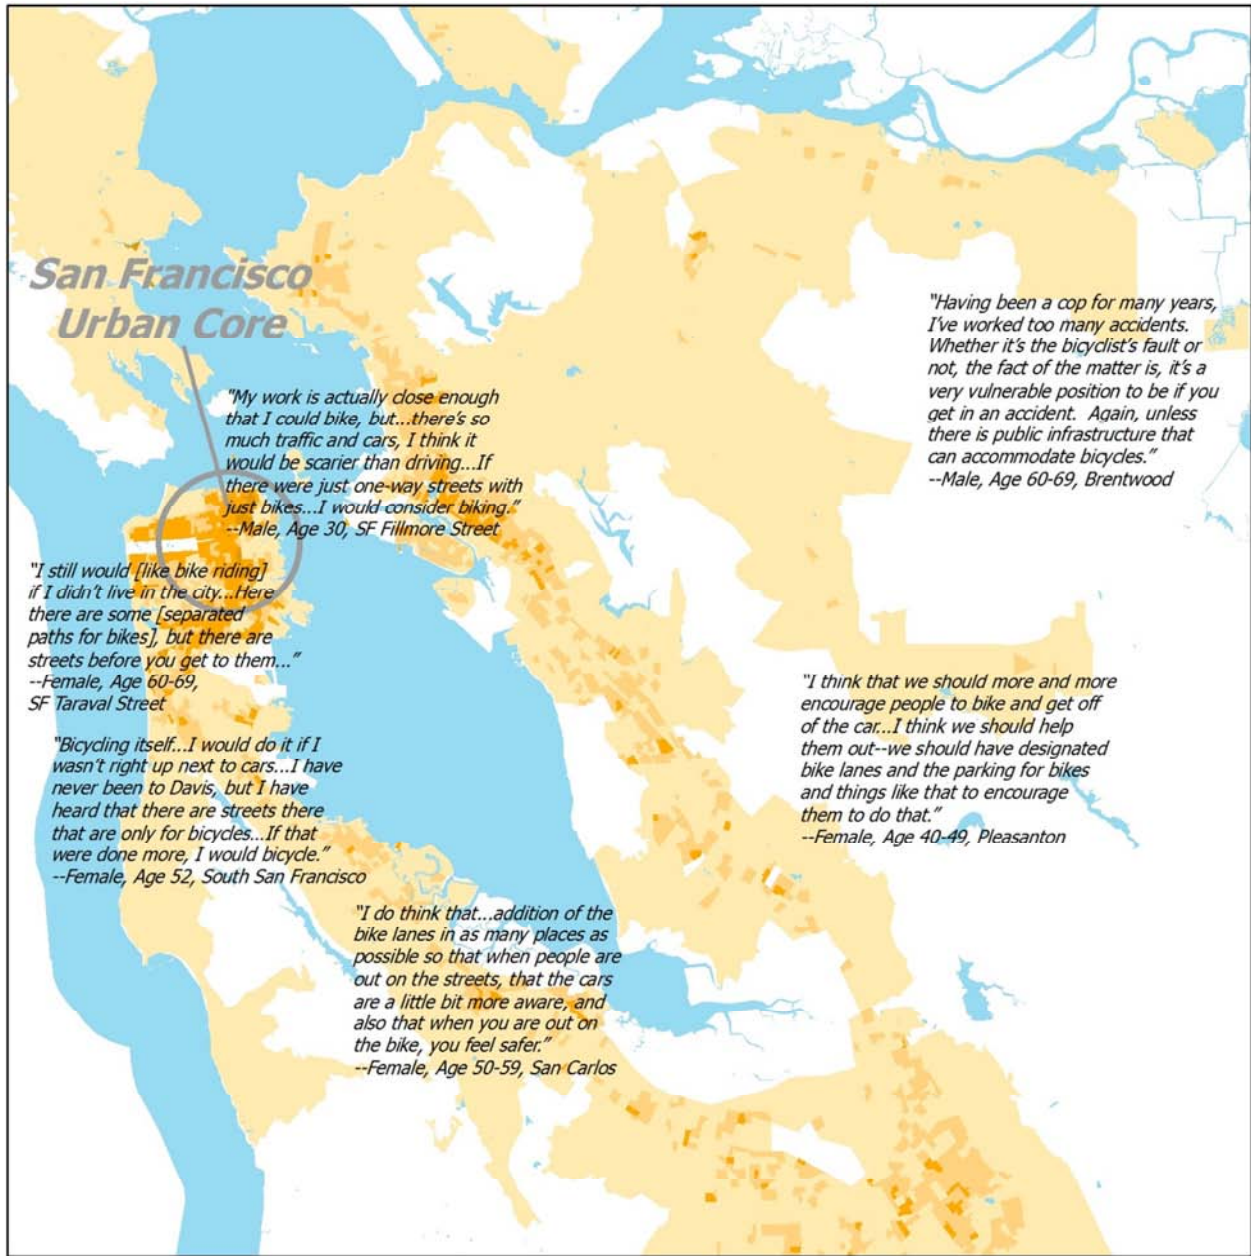 San Francisco
Urban Core
"Having been a cop for many years,
I've worked too many accidents.
Whether it's the bicyclist's fault or
not, the fact of the matter is, it's a
very vulnerable position to be if you
get in an accident.  Again, unless
there is public infrastructure that
can accommodate bicycles."
--Male, Age 60-69, Brentwood
"My work is actually close enough
that I could bike, but...there's so
much traffic and cars, I think it
would be scarier than driving...If
there were just one-way streets with
just bikes...I would consider biking."
--Male, Age 30, SF Fillmore Street
"I still would [like bike riding]
if I didn't live in the city...Here
there are some [separated
paths for bikes], but there are
streets before you get to them..."
--Female, Age 60-69,
SF Taraval Street
"I think that we should more and more
encourage people to bike and get off
of the car...I think we should help
them out--we should have designated
bike lanes and the parking for bikes
and things like that to encourage
them to do that."
--Female, Age 40-49, Pleasanton
"Bicycling itself...I would do it if I
wasn't right up next to cars...I have
never been to Davis, but I have
heard that there are streets there
that are only for bicycles...If that
were done more, I would bicycle."
--Female, Age 52, South San Francisco
"I do think that...addition of the
bike lanes in as many places as
possible so that when people are
out on the streets, that the cars
are a little bit more aware, and
also that when you are out on
the bike, you feel safer."
--Female, Age 50-59, San Carlos